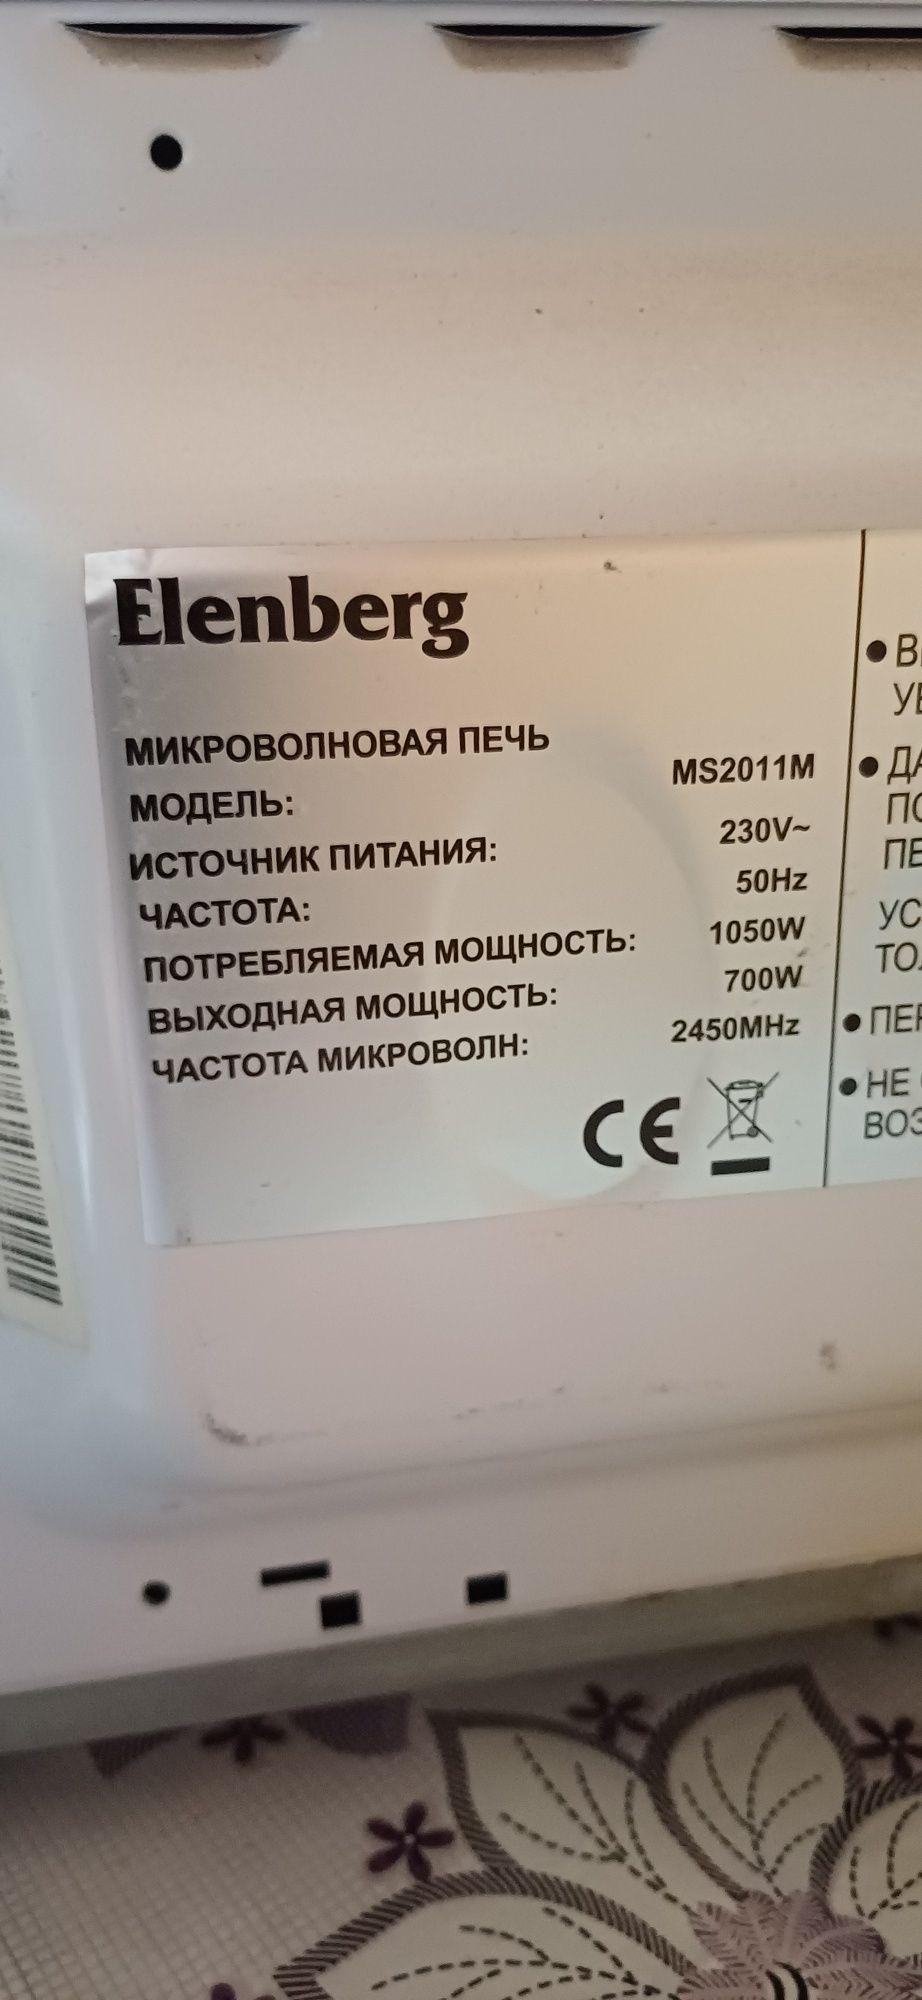 Elenberg
МИКРОВОЛНОВАЯ ПЕЧЬ
МОДЕЛЬ: MS2011M
ИСТОЧНИК ПИТАНИЯ: 230V~
ЧАСТОТА: 50Hz
ПОТРЕБЛЯЕМАЯ МОЩНОСТЬ: 1050W
ВЫХОДНАЯ МОЩНОСТЬ: 700W
ЧАСТОТА МИКРОВОЛН: 2450MHz
CE
НЕ